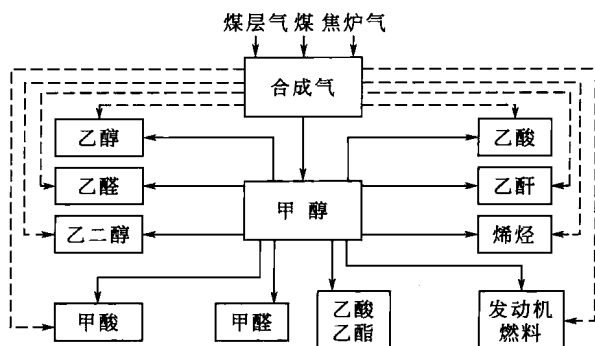 煤层气 煤 焦炉气
合成气
乙醇
乙酸
乙醛
甲醇
乙酐
乙二醇
烯烃
甲酸
甲醛
乙酸
乙酯
发动机
燃料